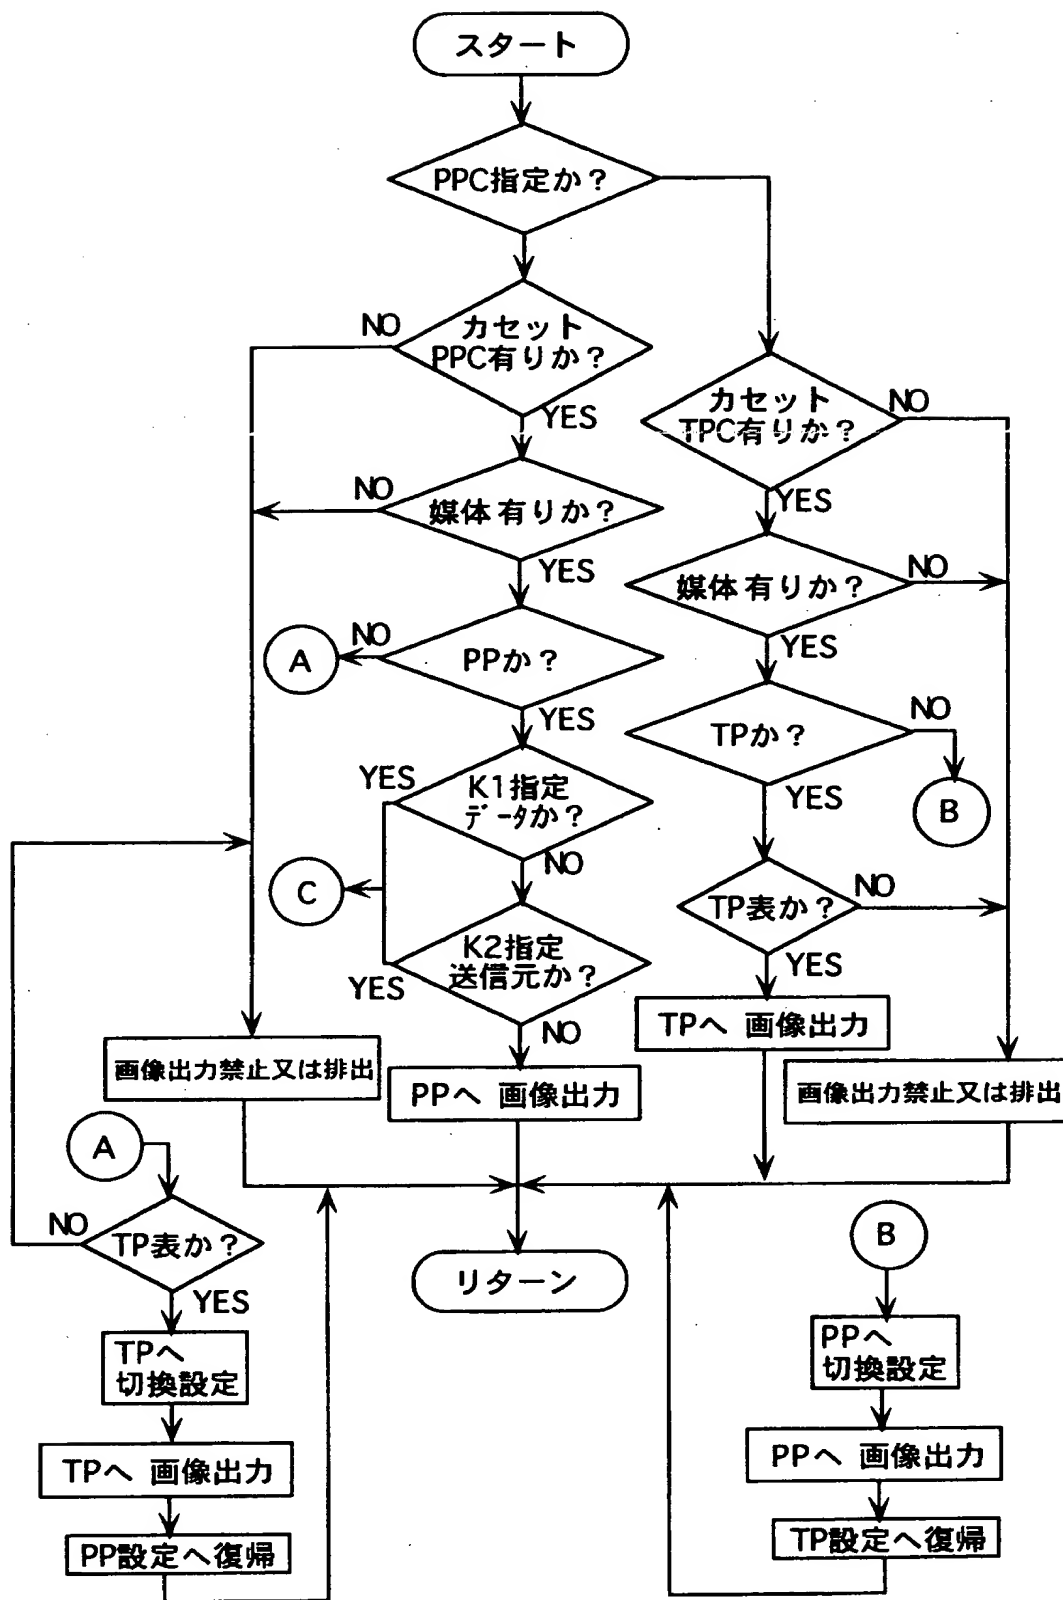 スタート
PPC指定か？
NO
カセット
PPC有りか？
YES
カセット
TPC有りか？
NO
YES
NO
媒体有りか？
YES
媒体有りか？
NO
YES
A
NO
PPか？
YES
TPか？
NO
YES
B
YES
K1指定
データか？
NO
C
TP表か？
NO
YES
K2指定
送信元か？
YES
NO
TPへ 画像出力
画像出力禁止又は排出
PPへ 画像出力
画像出力禁止又は排出
A
NO
TP表か？
YES
リターン
B
TPへ
切換設定
PPへ
切換設定
TPへ 画像出力
PPへ 画像出力
PP設定へ復帰
TP設定へ復帰